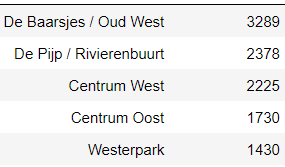 De Baarsjes / Oud West 3289
De Pijp / Rivierenbuurt 2378
Centrum West 2225
Centrum Oost 1730
Westerpark 1430